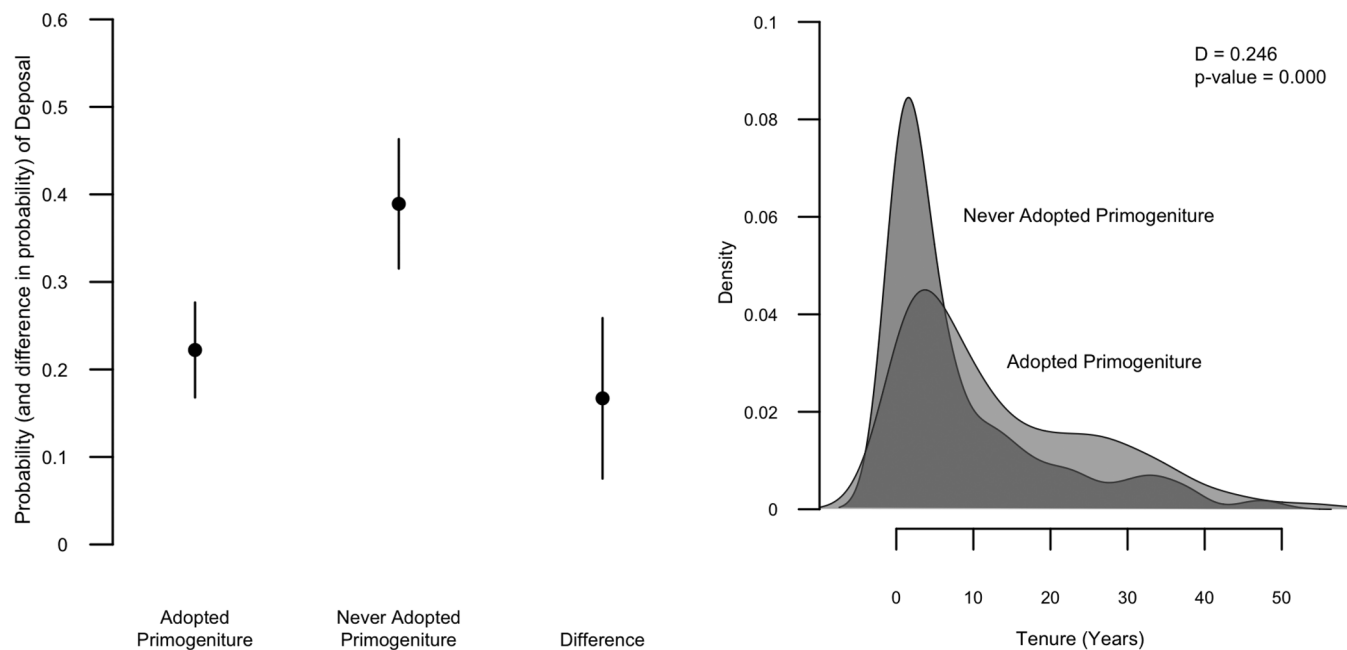 Probability (and difference in probability) of Deposal
0.6
0.5
0.4
0.3
0.2
0.1
0
Adopted
Primogeniture
Never Adopted
Primogeniture
Difference
Density
0.1
0.08
0.06
0.04
0.02
0
D = 0.246
p-value = 0.000
Never Adopted Primogeniture
Adopted Primogeniture
0 10 20 30 40 50
Tenure (Years)